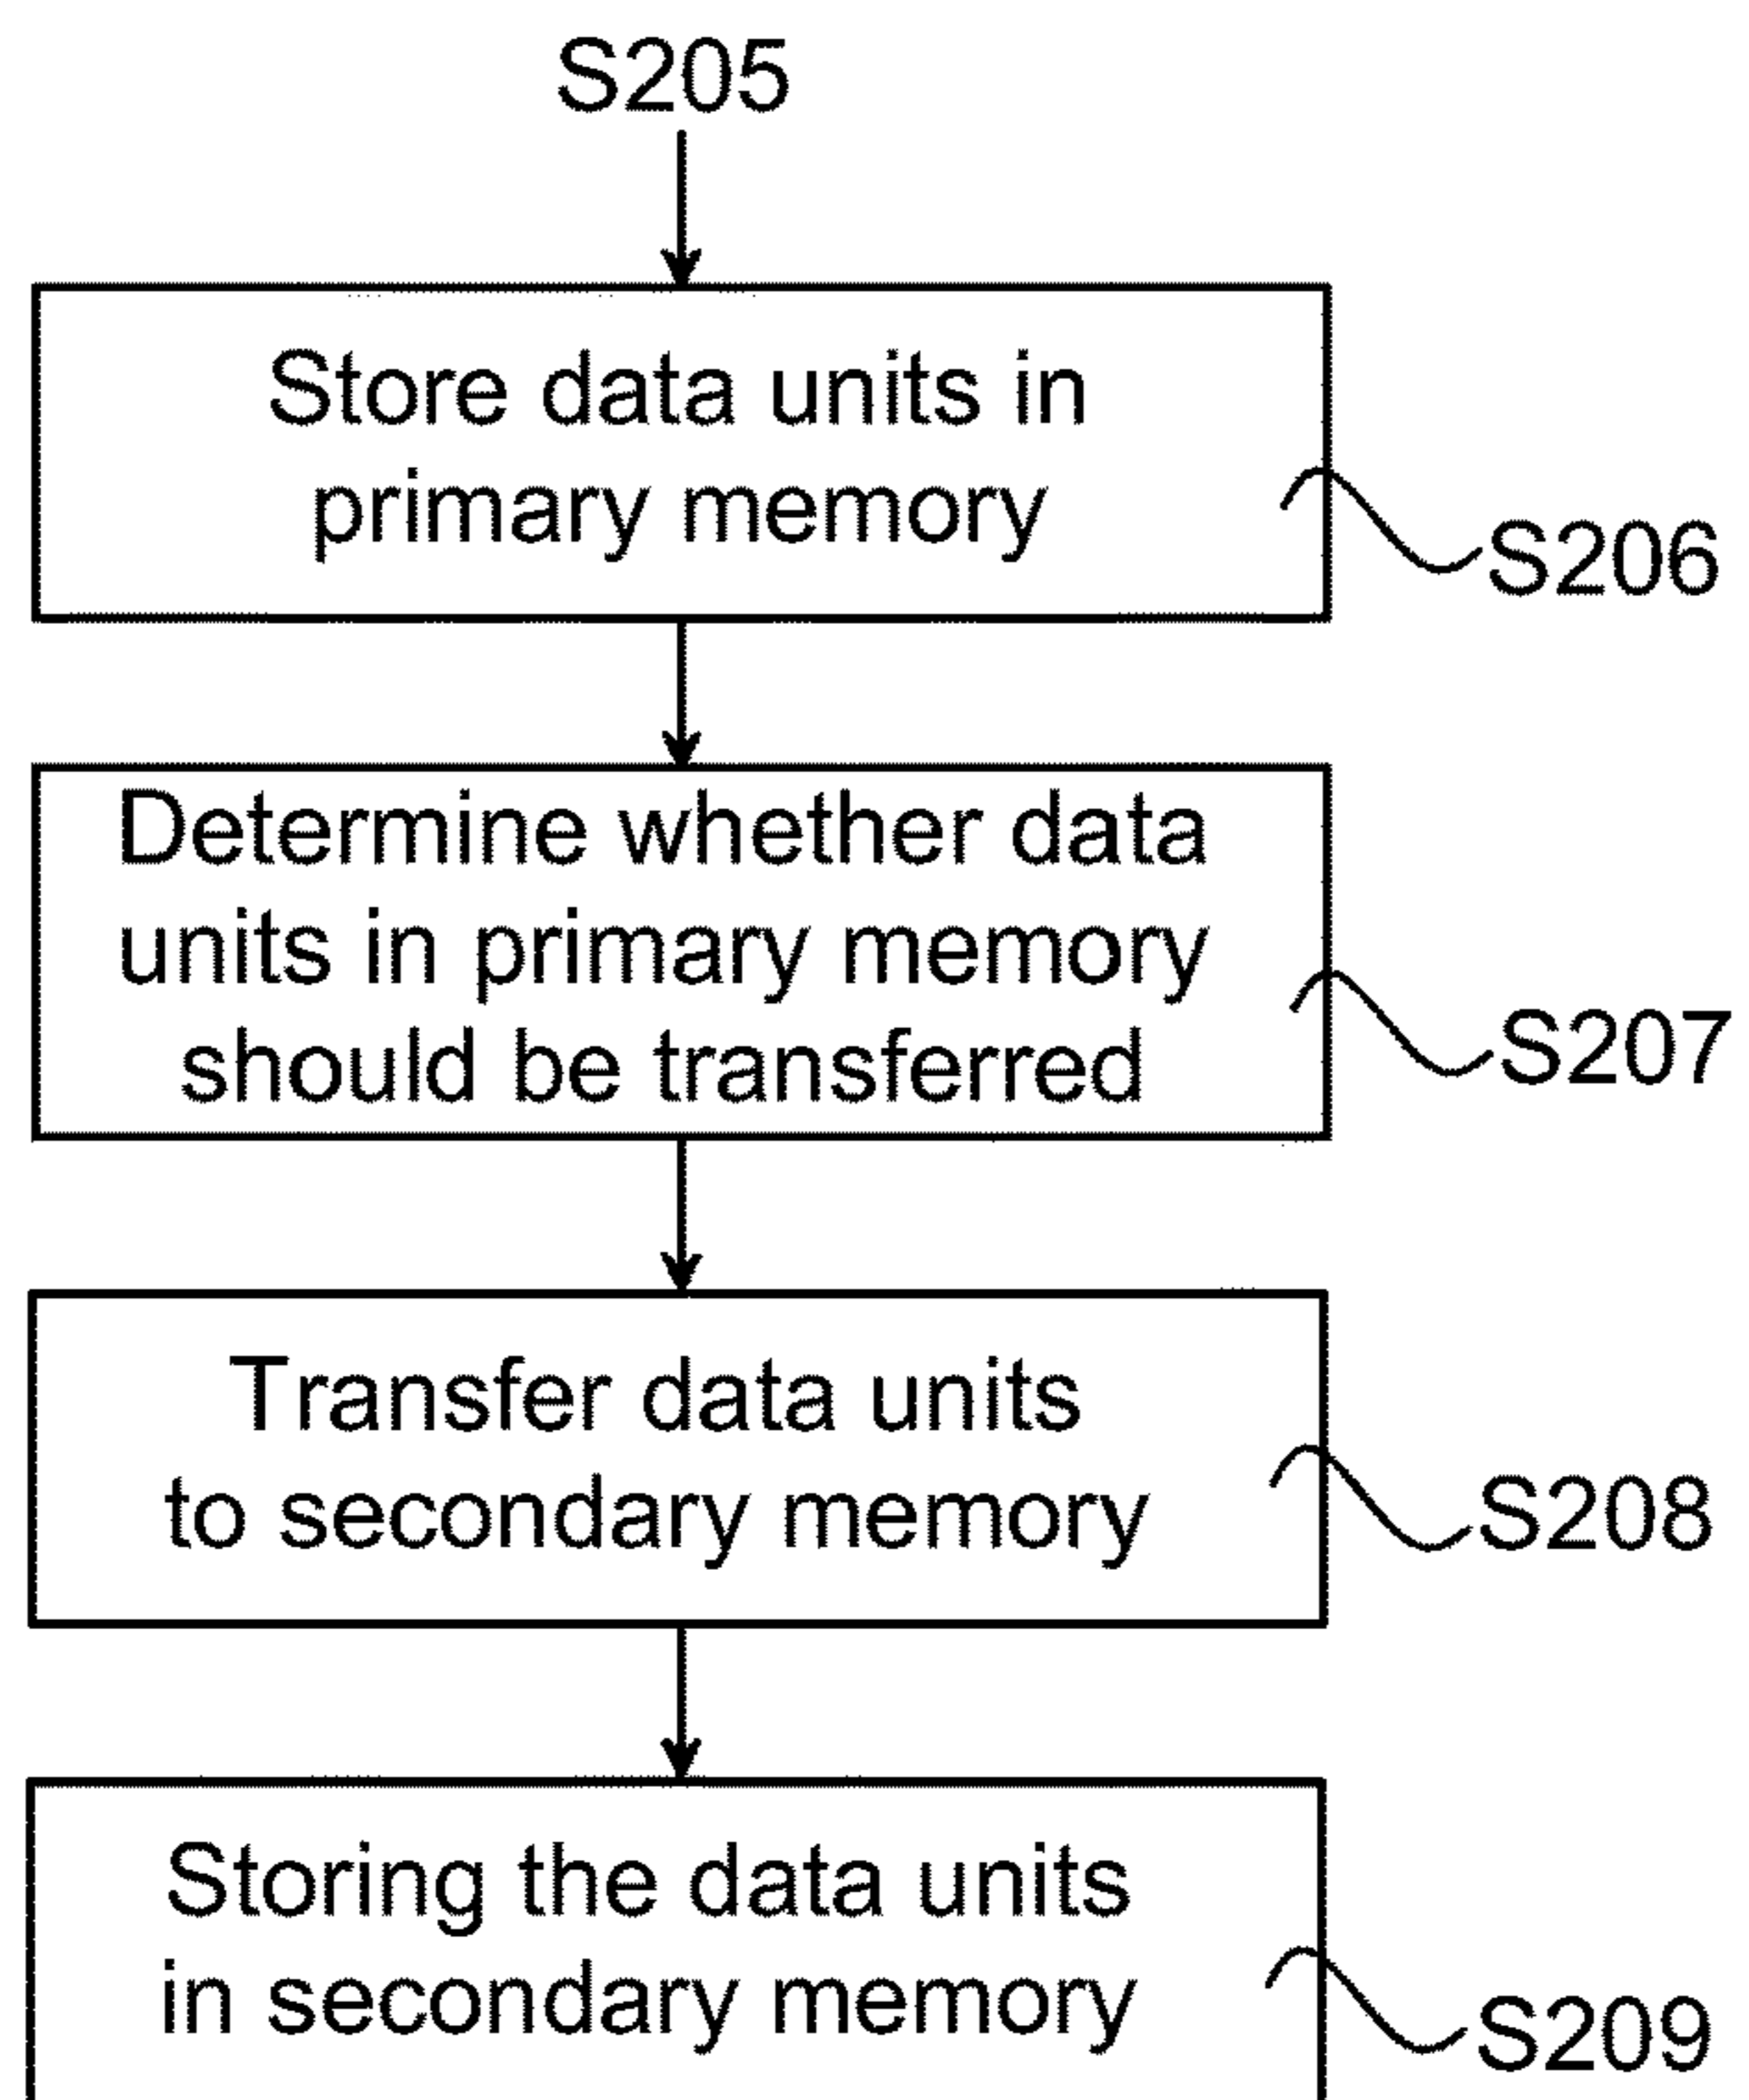 S205
Store data units in
primary memory
S206
Determine whether data
units in primary memory
should be transferred
S207
Transfer data units
to secondary memory
S208
Storing the data units
in secondary memory
S209